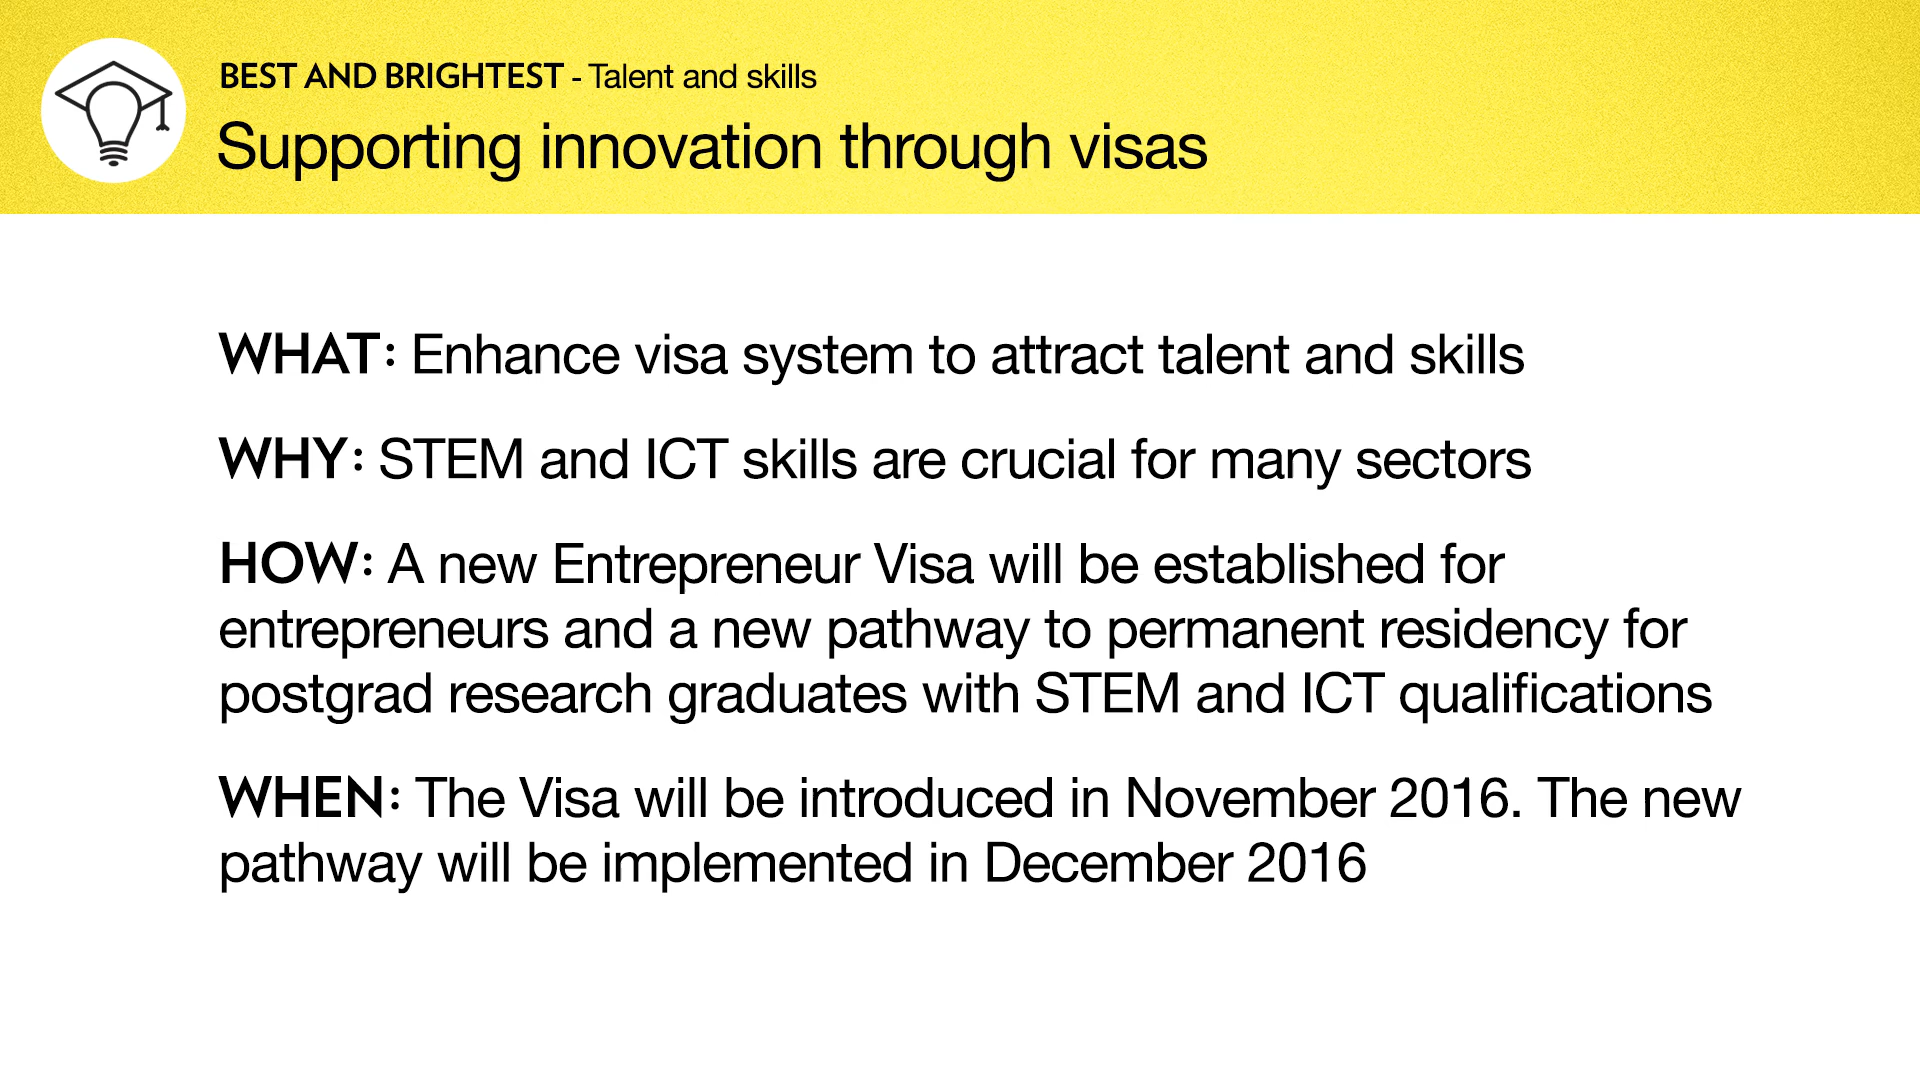 BEST AND BRIGHTEST - Talent and skills
Supporting innovation through visas
WHAT: Enhance visa system to attract talent and skills
WHY: STEM and ICT skills are crucial for many sectors
HOW: A new Entrepreneur Visa will be established for
entrepreneurs and a new pathway to permanent residency for
postgrad research graduates with STEM and ICT qualifications
WHEN: The Visa will be introduced in November 2016. The new
pathway will be implemented in December 2016